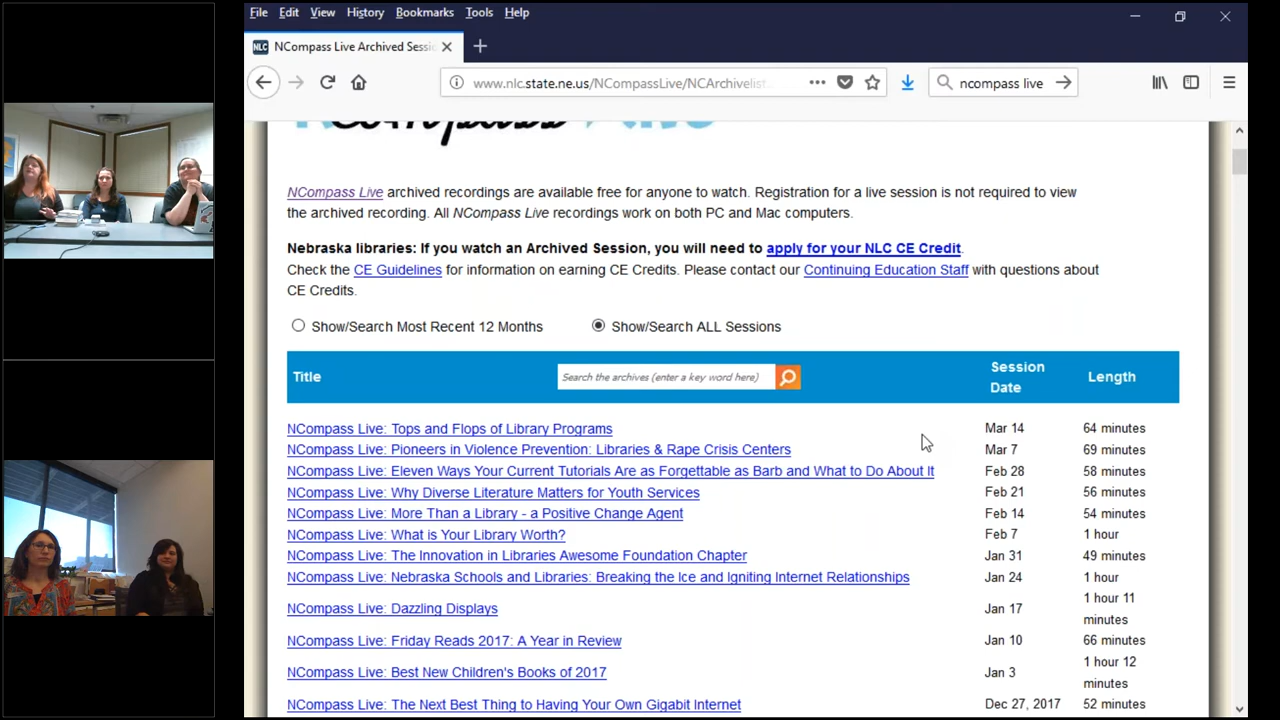 File Edit View History Bookmarks Tools Help
NLC NCompass Live Archived Sessi
www.nlc.state.ne.us/NCompassLive/NCArchivelist
ncompass live
NCompass Live archived recordings are available free for anyone to watch. Registration for a live session is not required to view
the archived recording. All NCompass Live recordings work on both PC and Mac computers.
Nebraska libraries: If you watch an Archived Session, you will need to apply for your NLC CE Credit.
Check the CE Guidelines for information on earning CE Credits. Please contact our Continuing Education Staff with questions about
CE Credits.
Show/Search Most Recent 12 Months Show/Search ALL Sessions
Title Search the archives (enter a key word here) Session Date Length
NCompass Live: Tops and Flops of Library Programs Mar 14 64 minutes
NCompass Live: Pioneers in Violence Prevention: Libraries & Rape Crisis Centers Mar 7 69 minutes
NCompass Live: Eleven Ways Your Current Tutorials Are as Forgettable as Barb and What to Do About It Feb 28 58 minutes
NCompass Live: Why Diverse Literature Matters for Youth Services Feb 21 56 minutes
NCompass Live: More Than a Library - a Positive Change Agent Feb 14 54 minutes
NCompass Live: What is Your Library Worth? Feb 7 1 hour
NCompass Live: The Innovation in Libraries Awesome Foundation Chapter Jan 31 49 minutes
NCompass Live: Nebraska Schools and Libraries: Breaking the Ice and Igniting Internet Relationships Jan 24 1 hour
NCompass Live: Dazzling Displays Jan 17 1 hour 11 minutes
NCompass Live: Friday Reads 2017: A Year in Review Jan 10 66 minutes
NCompass Live: Best New Children's Books of 2017 Jan 3 1 hour 12 minutes
NCompass Live: The Next Best Thing to Having Your Own Gigabit Internet Dec 27, 2017 52 minutes